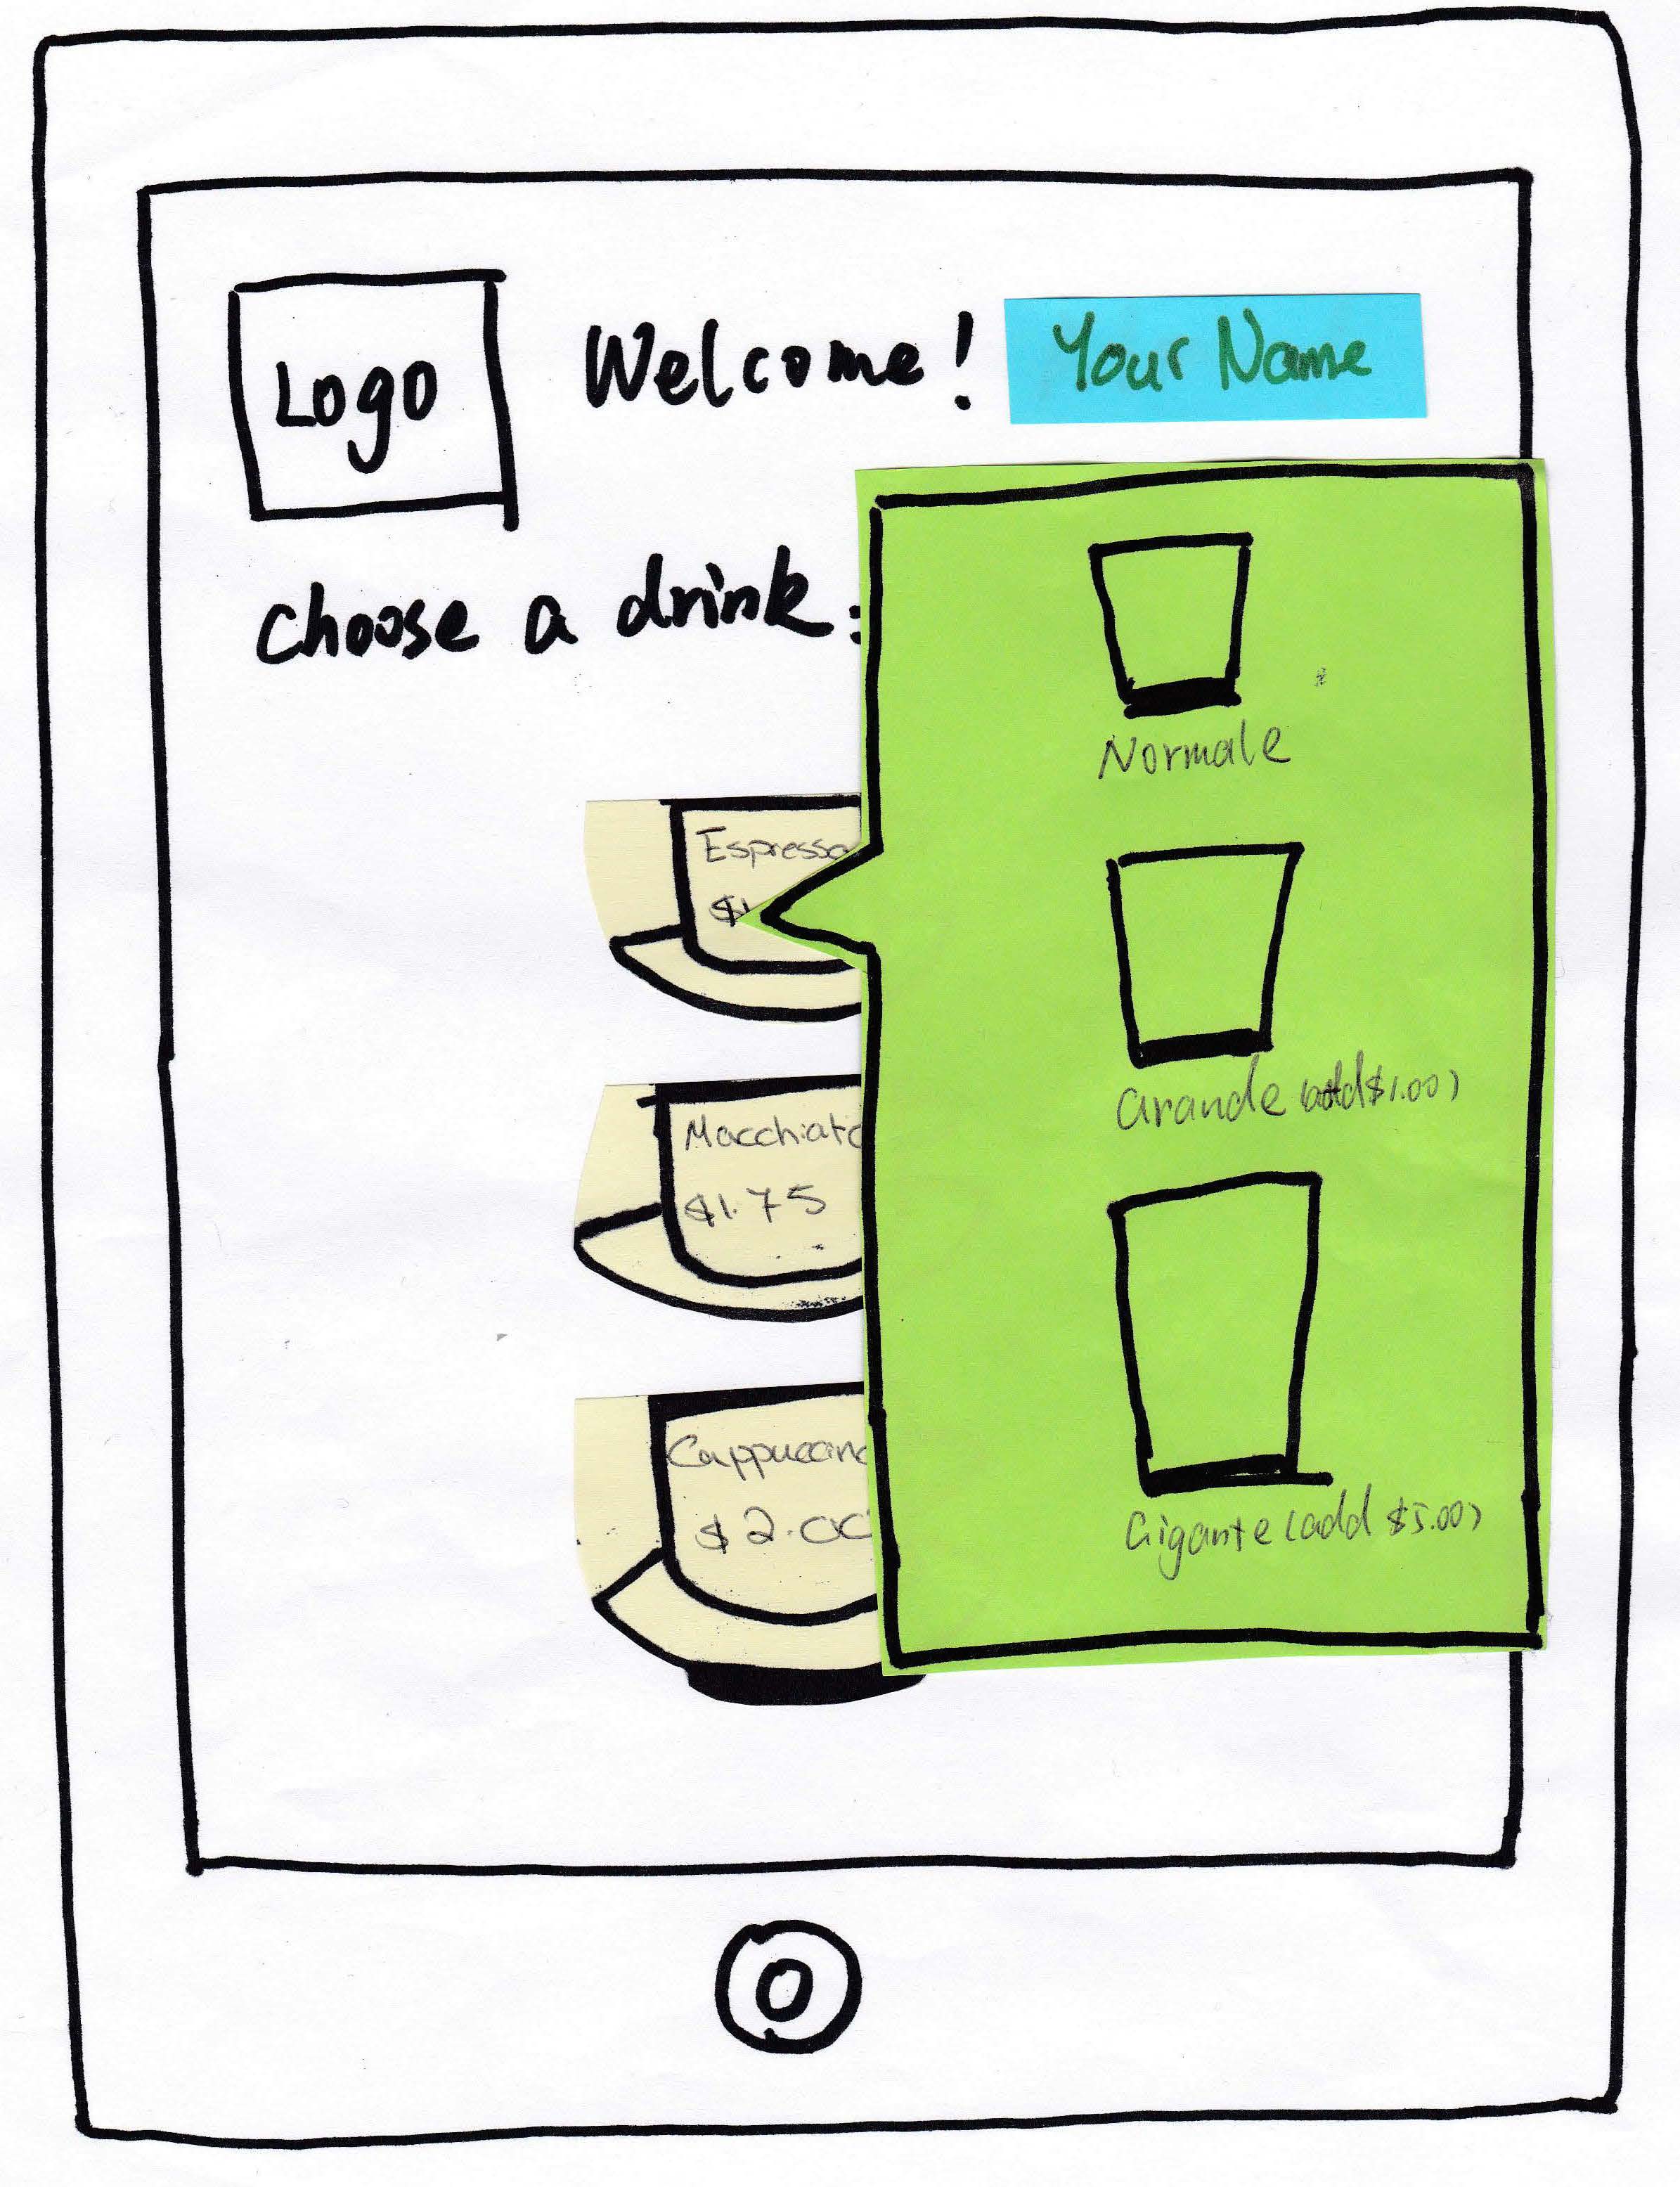 Logo
Welcome! Your Name
choose a drink:
Normale
Espresso
$1
Grande (add $1.00)
Macchiato
$1.75
Cappuccino
$2.00
Gigante (add $5.00)